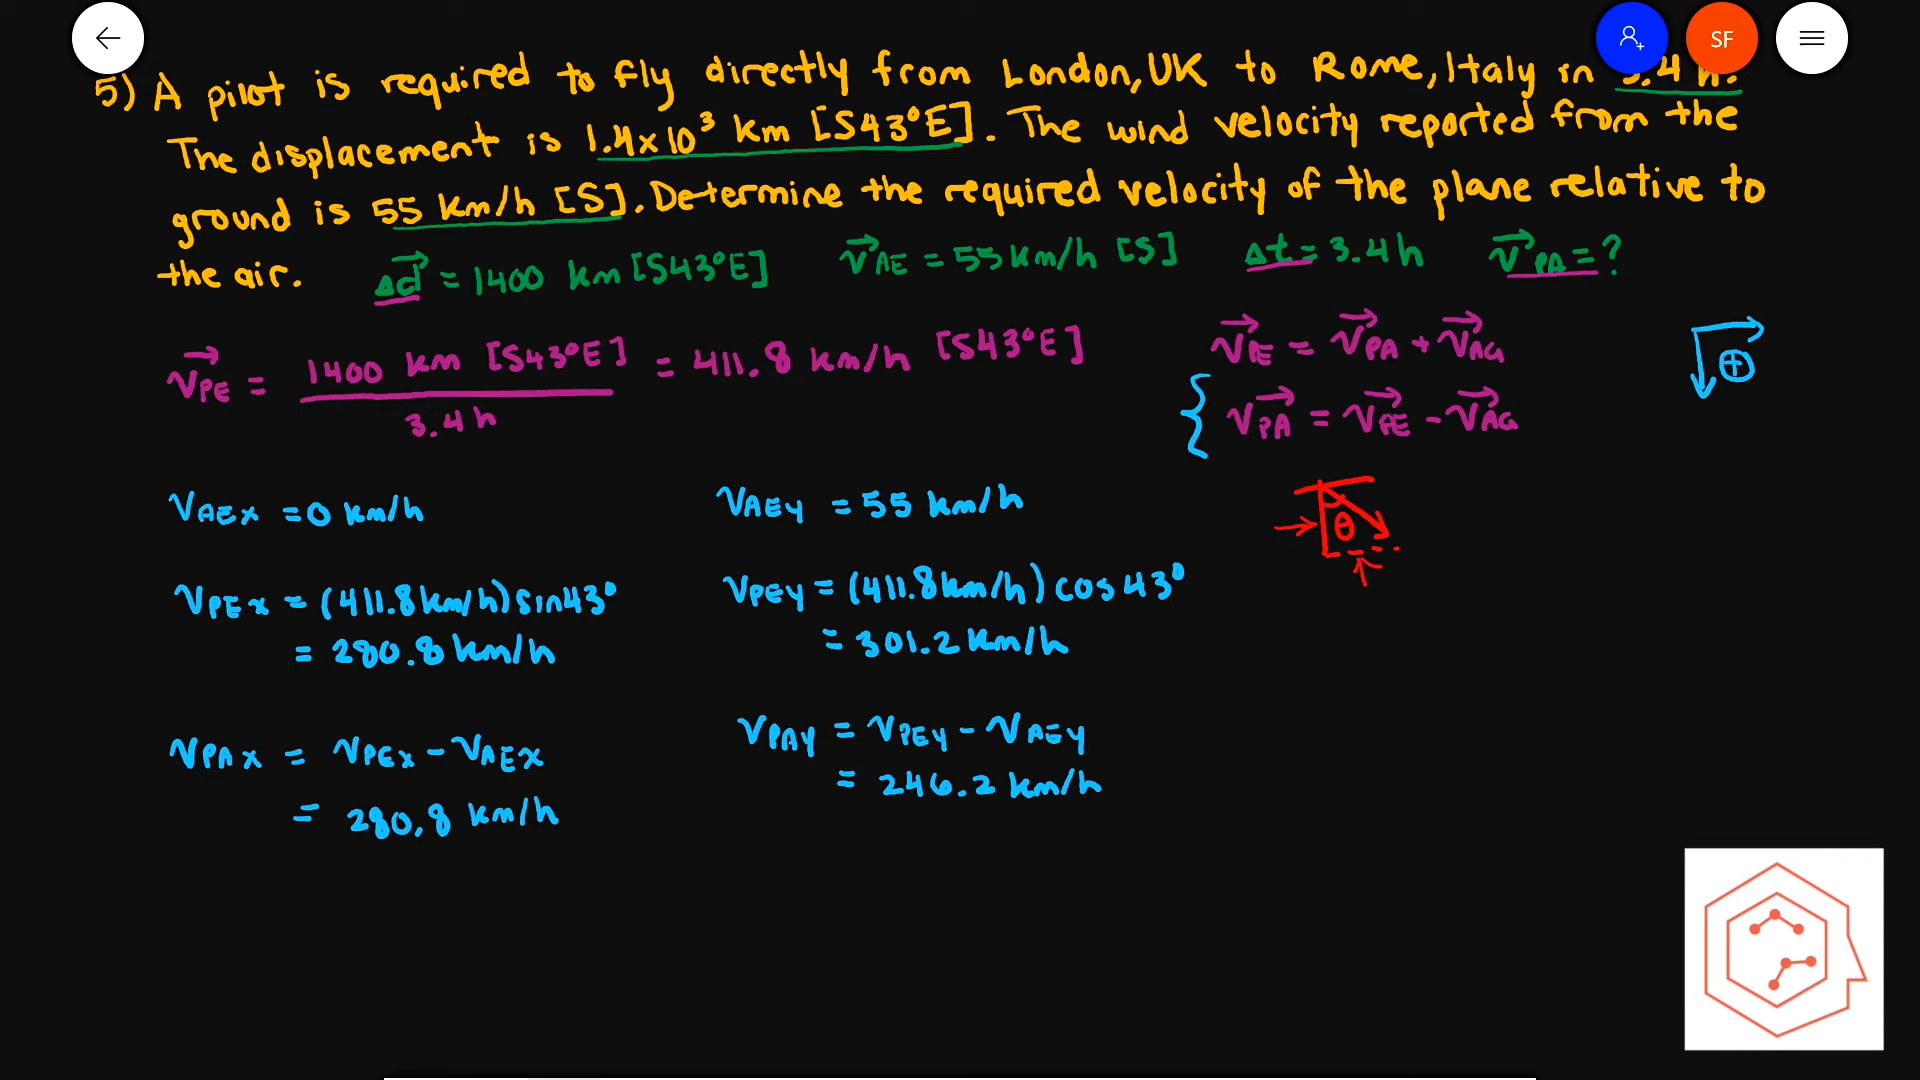 SF
5) A pilot is required to fly directly from London, UK to Rome, Italy in 3.4 h.
The displacement is 1.4x10³ km [S43°E]. The wind velocity reported from the
ground is 55 km/h [S]. Determine the required velocity of the plane relative to
the air.
Δd = 1400 km [S43°E] VAE = 55 km/h [S] Δt = 3.4 h VPA = ?
VPE = 1400 km [S43°E] / 3.4 h = 411.8 km/h [S43°E]
VPE = VPA + VAG
VPA = VPE - VAG
+
VAEx = 0 km/h VAEy = 55 km/h
θ
VPEx = (411.8 km/h) sin43° VPEy = (411.8 km/h) cos43°
= 280.8 km/h = 301.2 km/h
VPAx = VPEx - VAEx VPAy = VPEy - VAEy
= 280.8 km/h = 246.2 km/h